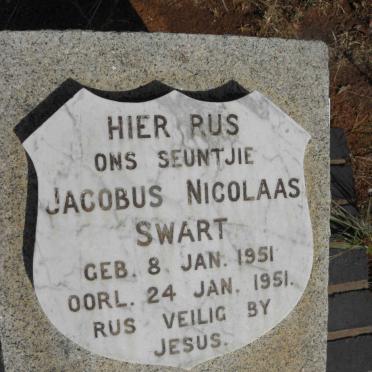 HIER RUS
ONS SEUNTJIE
JACOBUS NICOLAAS
SWART
GEB. 8 JAN. 1951
OORL. 24 JAN. 1951.
RUS VEILIG BY
JESUS.